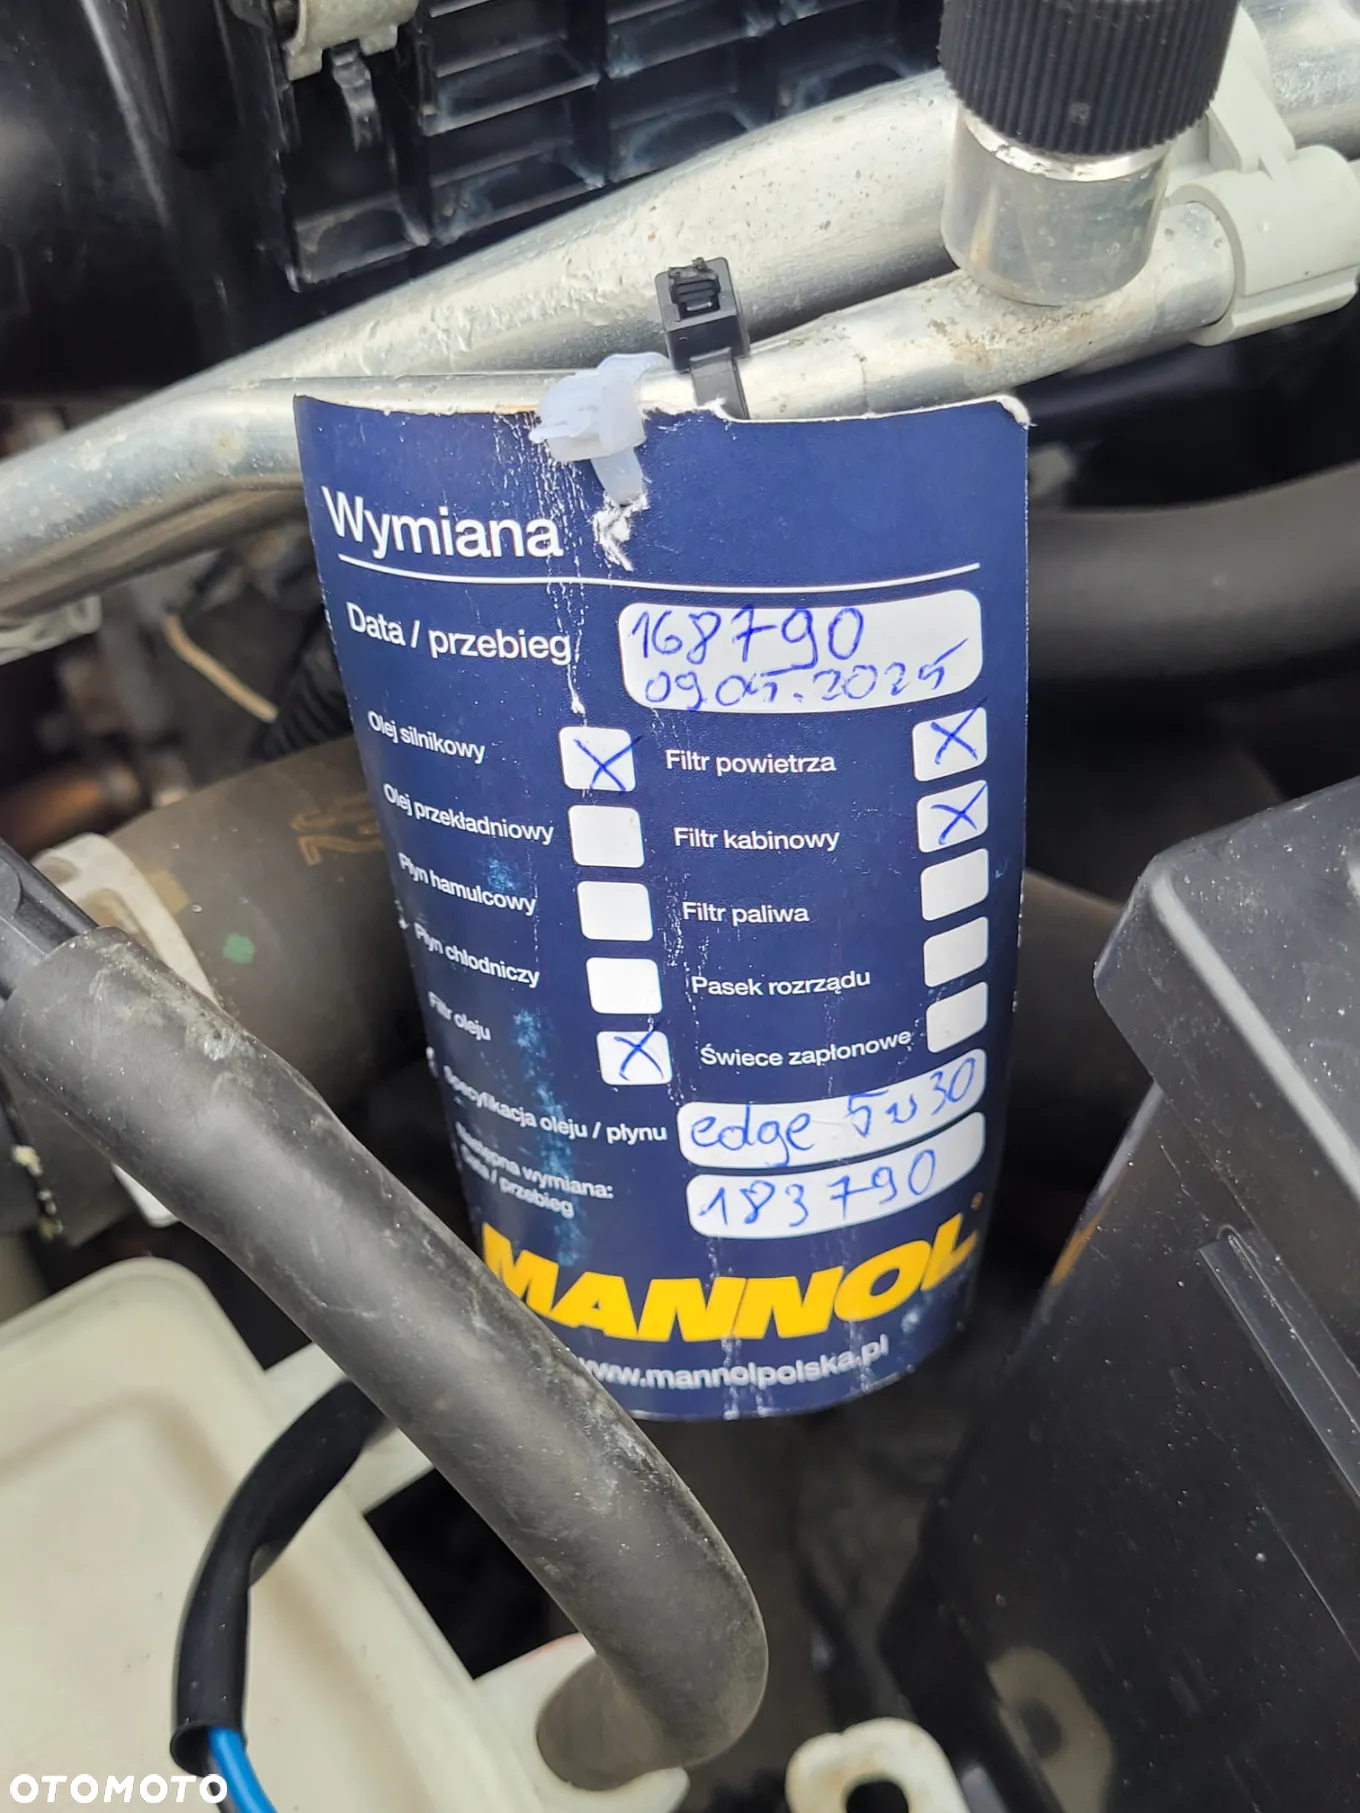 Wymiana
Data / przebieg 168790
09.05.2025
Olej silnikowy X Filtr powietrza X
Olej przekładniowy Filtr kabinowy X
Płyn hamulcowy Filtr paliwa
Płyn chłodniczy Pasek rozrządu
Filtr oleju X Świece zapłonowe
specyfikacja oleju / płynu edge 5w30
Następna wymiana:
Data / przebieg 183790
MANNOL
www.mannolpolska.pl
OTOMOTO